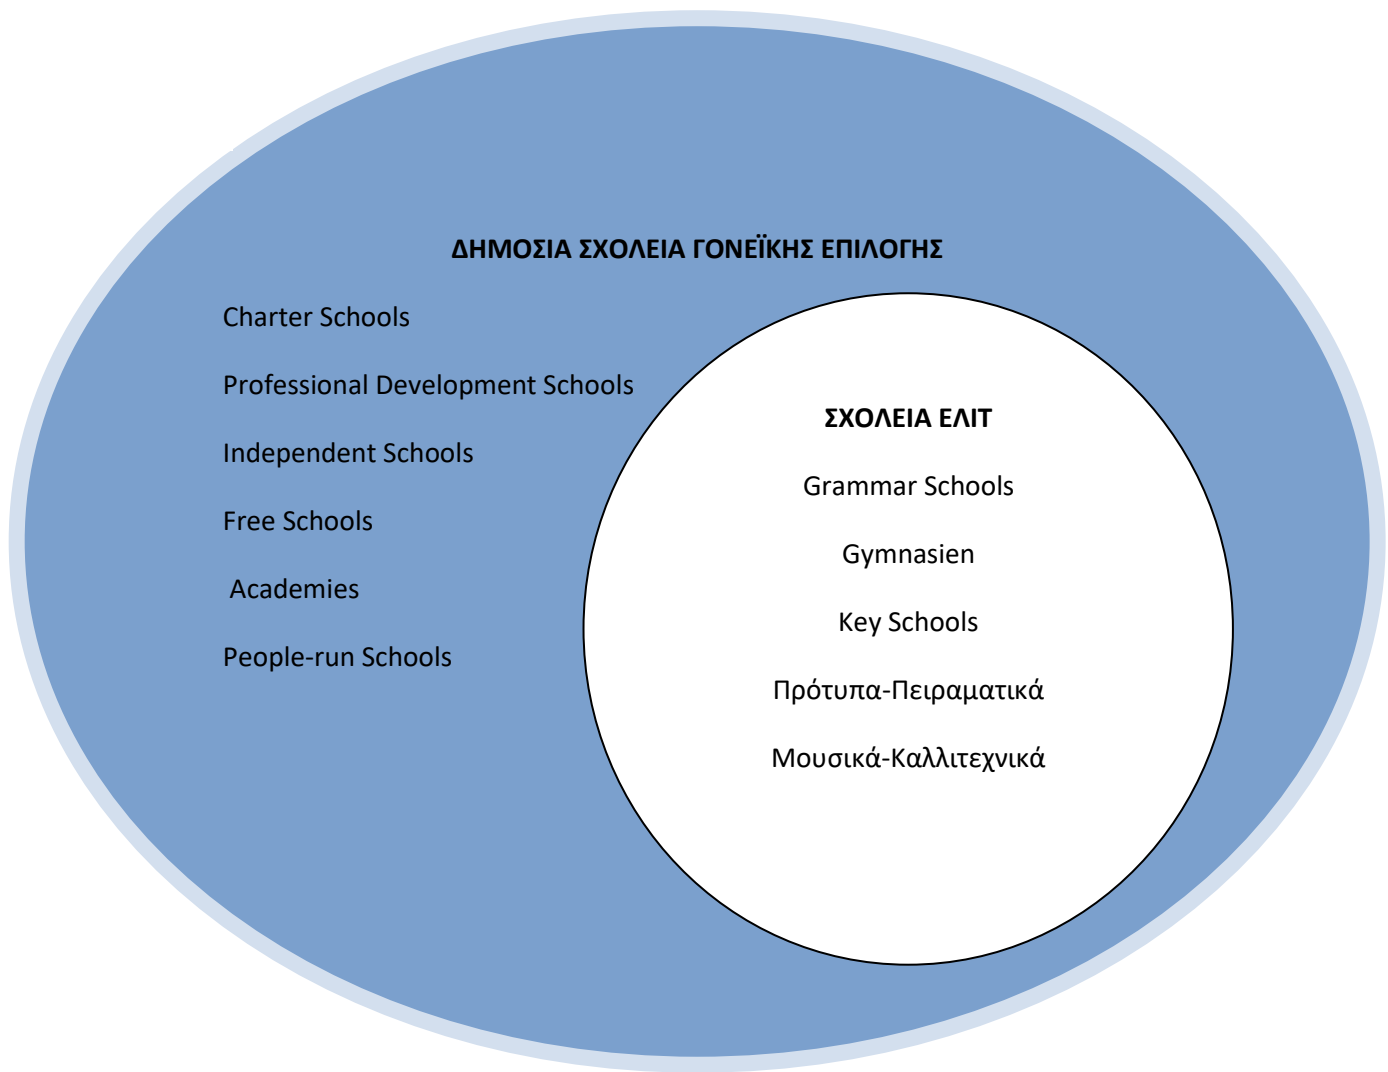 ΔΗΜΟΣΙΑ ΣΧΟΛΕΙΑ ΓΟΝΕΪΚΗΣ ΕΠΙΛΟΓΗΣ
Charter Schools
Professional Development Schools
Independent Schools
Free Schools
Academies
People-run Schools
ΣΧΟΛΕΙΑ ΕΛΙΤ
Grammar Schools
Gymnasien
Key Schools
Πρότυπα-Πειραματικά
Μουσικά-Καλλιτεχνικά